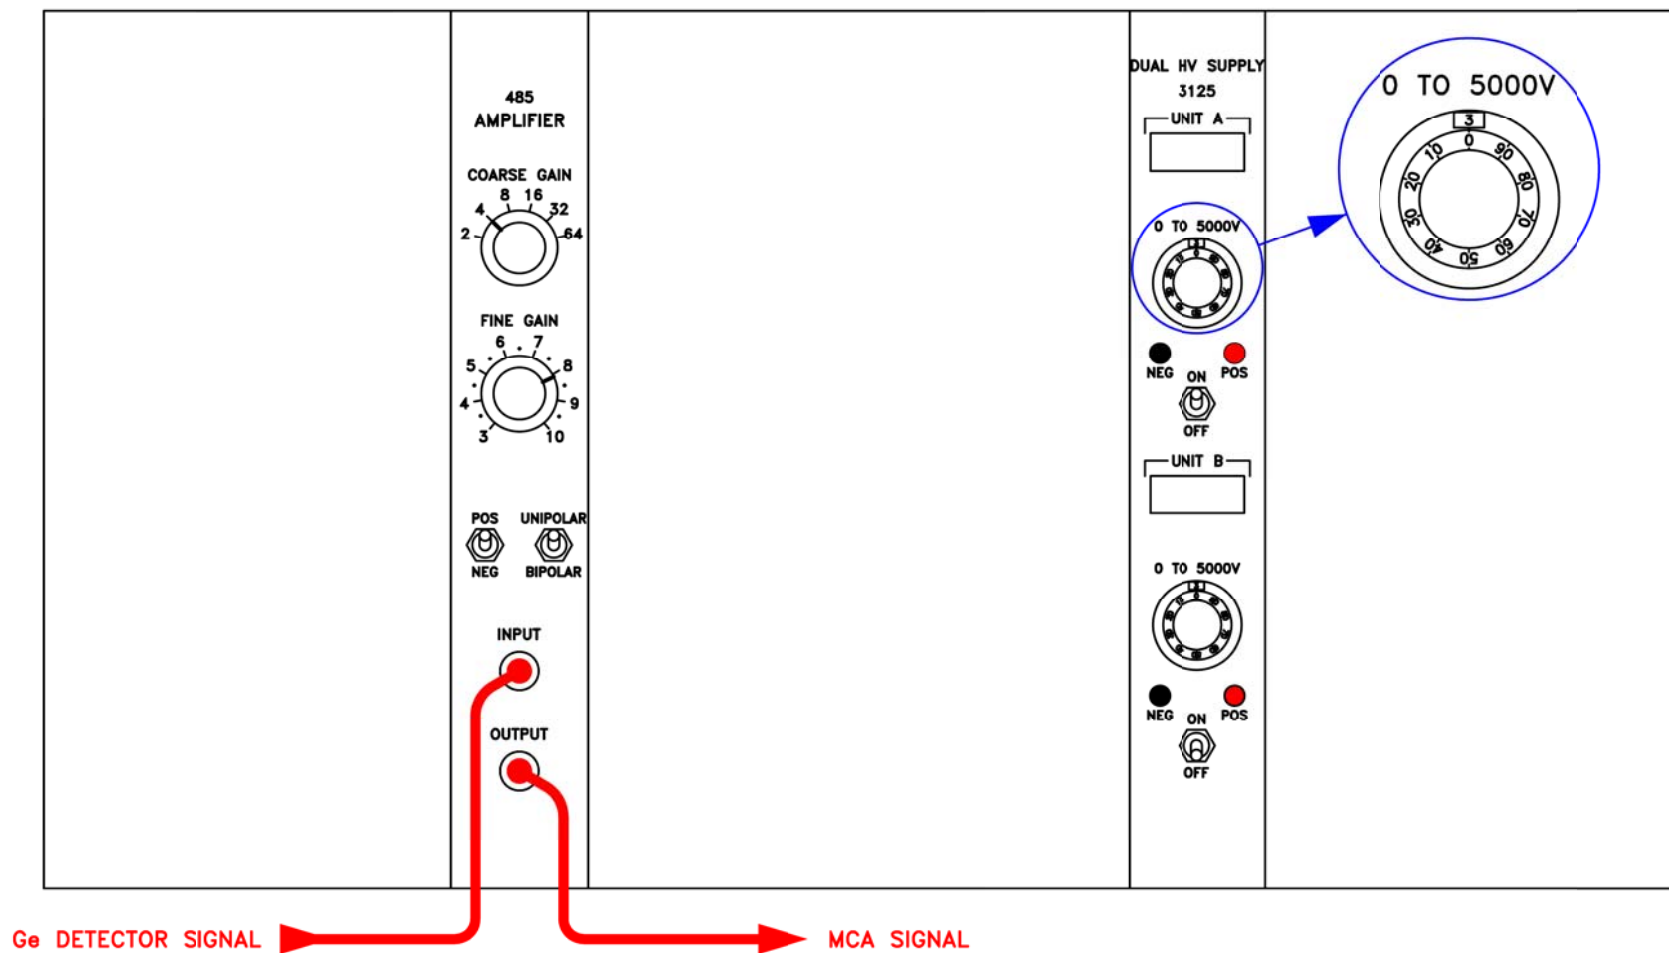 485
AMPLIFIER
COARSE GAIN
2 4 8 16 32 64
FINE GAIN
3 4 5 6 7 8 9 10
POS
NEG
UNIPOLAR
BIPOLAR
INPUT
OUTPUT
Ge DETECTOR SIGNAL
MCA SIGNAL
DUAL HV SUPPLY
3125
UNIT A
0 TO 5000V
NEG
POS
ON
OFF
UNIT B
0 TO 5000V
NEG
POS
ON
OFF
0 TO 5000V
3
0 90 80 70 60 50 40 30 20 10